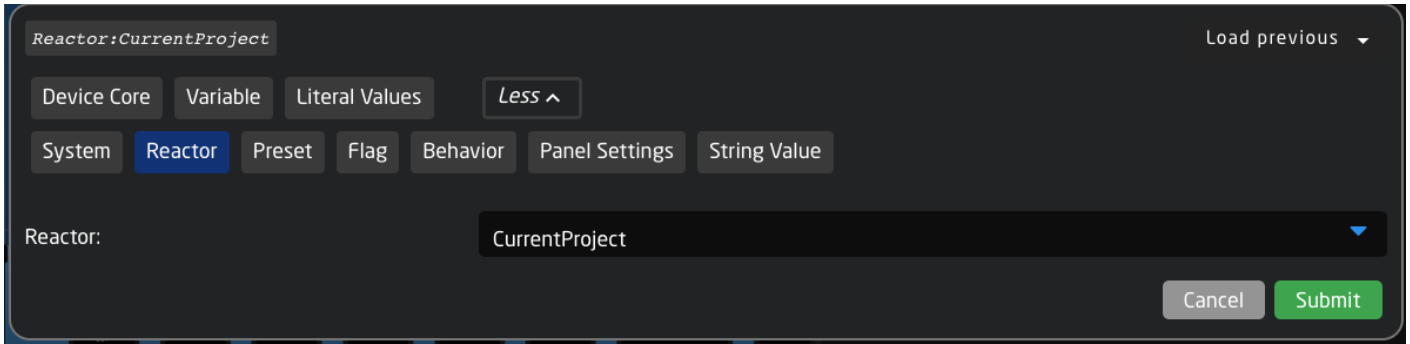 Reactor:CurrentProject Load previous
Device Core Variable Literal Values Less
System Reactor Preset Flag Behavior Panel Settings String Value
Reactor: CurrentProject
Cancel Submit